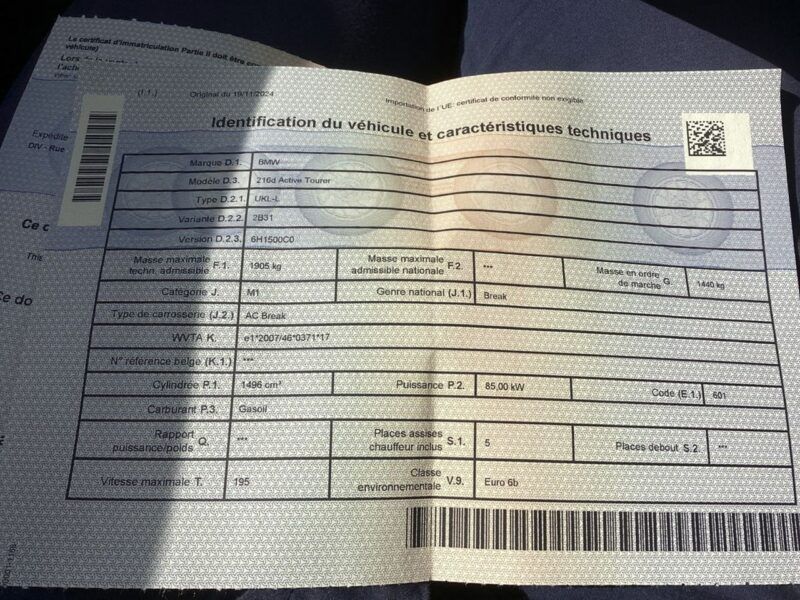 Le certificat d'immatriculation Partie II doit être
véhicule)
Lors
l'ach
(I.1.) Original du 19/11/2024
Importation de l'UE- certificat de conformité non exigible
Identification du véhicule et caractéristiques techniques
Expédite
DIV - Rue
Ce c
This
Ce do
Marque D.1. BMW
Modèle D.3. 216d Active Tourer
Type D.2.1. UKL-L
Variante D.2.2. 2B31
Version D.2.3. 6H1500C0
Masse maximale techn. admissible F.1. 1905 kg Masse maximale admissible nationale F.2. *** Masse en ordre de marche G. 1440 kg
Catégorie J. M1 Genre national (J.1.) Break
Type de carrosserie (J.2.) AC Break
WVTA K. e1*2007/46*0371*17
N° référence belge (K.1.) ***
Cylindrée P.1. 1496 cm³ Puissance P.2. 85,00 kW Code (E.1.) 601
Carburant P.3. Gasoil
Rapport puissance/poids Q. *** Places assises chauffeur inclus S.1. 5 Places debout S.2. ***
Vitesse maximale T. 195 Classe environnementale V.9. Euro 6b